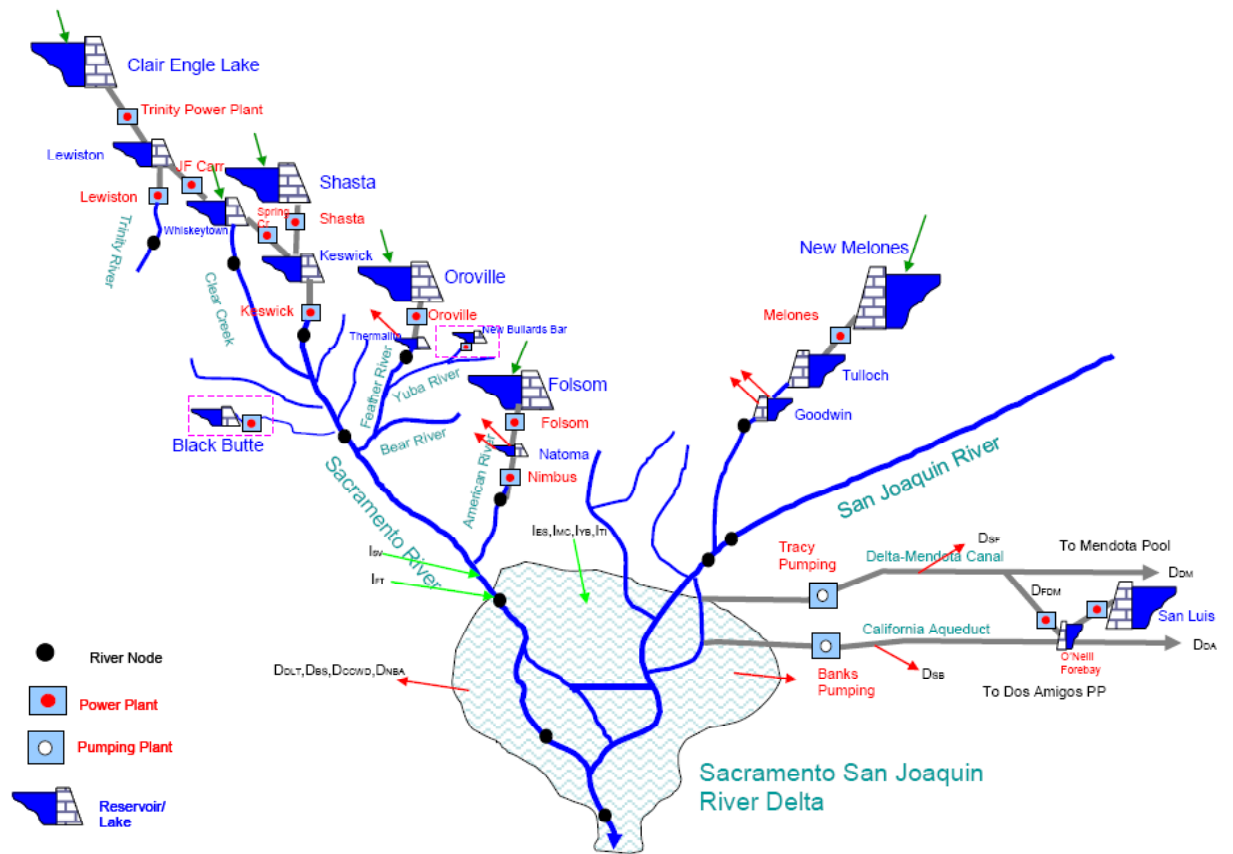 Clair Engle Lake
Trinity Power Plant
Lewiston
JF Carr
Shasta
Lewiston
Spring
Cr
Shasta
Whiskeytown
Trinity River
Keswick
New Melones
Oroville
Clear Creek
Keswick
Oroville
Melones
Thermalito
New Bullards Bar
Feather River
Yuba River
Tulloch
Folsom
Goodwin
Black Butte
Bear River
Folsom
Natoma
Nimbus
American River
Sacramento River
San Joaquin River
IES,IMC,IYB,ITI
ISV
IFT
Tracy
Pumping
Delta-Mendota Canal
DSF
To Mendota Pool
DDM
DFDM
San Luis
California Aqueduct
O'Neill
Forebay
DDA
Banks
Pumping
DSB
To Dos Amigos PP
DDLT,DBS,DCCWD,DNBA
River Node
Power Plant
Pumping Plant
Reservoir/
Lake
Sacramento San Joaquin
River Delta